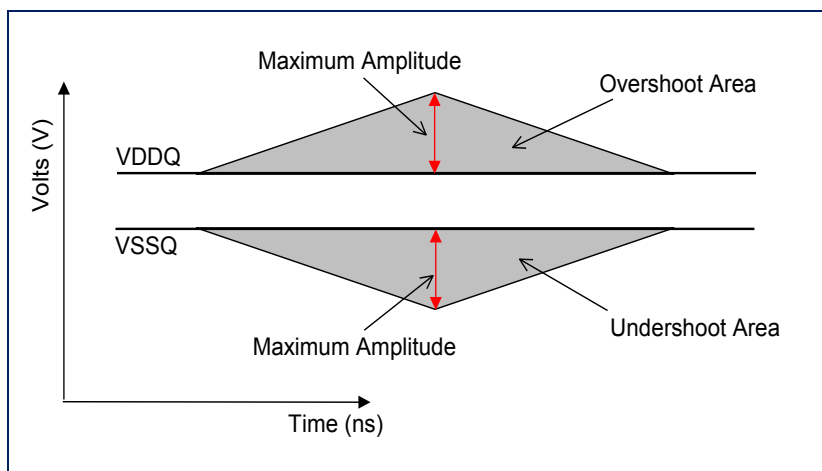 Maximum Amplitude
Overshoot Area
VDDQ
Volts (V)
VSSQ
Undershoot Area
Maximum Amplitude
Time (ns)